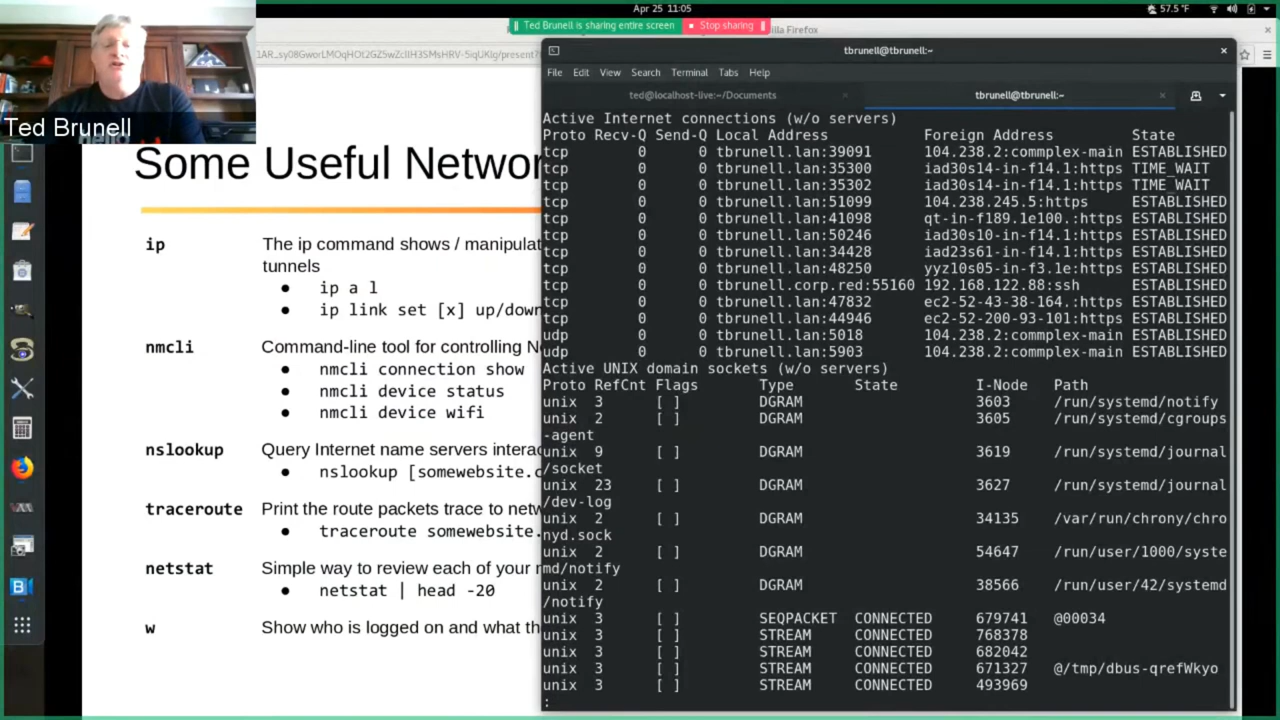 Apr 25 11:05
57.5 °F
Ted Brunell is sharing entire screen
Stop sharing
lla Firefox
Ted Brunell
Some Useful Netwo
ip
The ip command shows / manipulat
tunnels
● ip a l
● ip link set [x] up/down
nmcli
Command-line tool for controlling N
● nmcli connection show
● nmcli device status
● nmcli device wifi
nslookup
Query Internet name servers intera
● nslookup [somewebsite.c
traceroute
Print the route packets trace to netw
● traceroute somewebsite.
netstat
Simple way to review each of your n
● netstat | head -20
w
Show who is logged on and what th
tbrunell@tbrunell:~
File Edit View Search Terminal Tabs Help
ted@localhost-live:~/Documents
tbrunell@tbrunell:~
Active Internet connections (w/o servers)
Proto Recv-Q Send-Q Local Address Foreign Address State
tcp 0 0 tbrunell.lan:39091 104.238.2:commplex-main ESTABLISHED
tcp 0 0 tbrunell.lan:35300 iad30s14-in-f14.1:https TIME_WAIT
tcp 0 0 tbrunell.lan:35302 iad30s14-in-f14.1:https TIME_WAIT
tcp 0 0 tbrunell.lan:51099 104.238.245.5:https ESTABLISHED
tcp 0 0 tbrunell.lan:41098 qt-in-f189.1e100.:https ESTABLISHED
tcp 0 0 tbrunell.lan:50246 iad30s10-in-f14.:https ESTABLISHED
tcp 0 0 tbrunell.lan:34428 iad23s61-in-f14.:https ESTABLISHED
tcp 0 0 tbrunell.lan:48250 yyz10s05-in-f3.1e:https ESTABLISHED
tcp 0 0 tbrunell.corp.red:55160 192.168.122.88:ssh ESTABLISHED
tcp 0 0 tbrunell.lan:47832 ec2-52-43-38-164.:https ESTABLISHED
tcp 0 0 tbrunell.lan:44946 ec2-52-200-93-101:https ESTABLISHED
udp 0 0 tbrunell.lan:5018 104.238.2:commplex-main ESTABLISHED
udp 0 0 tbrunell.lan:5903 104.238.2:commplex-main ESTABLISHED
Active UNIX domain sockets (w/o servers)
Proto RefCnt Flags Type State I-Node Path
unix 3 [ ] DGRAM 3603 /run/systemd/notify
unix 2 [ ] DGRAM 3605 /run/systemd/cgroups
-agent
unix 9 [ ] DGRAM 3619 /run/systemd/journal
/socket
unix 23 [ ] DGRAM 3627 /run/systemd/journal
/dev-log
unix 2 [ ] DGRAM 34135 /var/run/chrony/chro
nyd.sock
unix 2 [ ] DGRAM 54647 /run/user/1000/syste
md/notify
unix 2 [ ] DGRAM 38566 /run/user/42/systemd
/notify
unix 3 [ ] SEQPACKET CONNECTED 679741 @00034
unix 3 [ ] STREAM CONNECTED 768378
unix 3 [ ] STREAM CONNECTED 682042
unix 3 [ ] STREAM CONNECTED 671327 @/tmp/dbus-qrefWkyo
unix 3 [ ] STREAM CONNECTED 493969
: